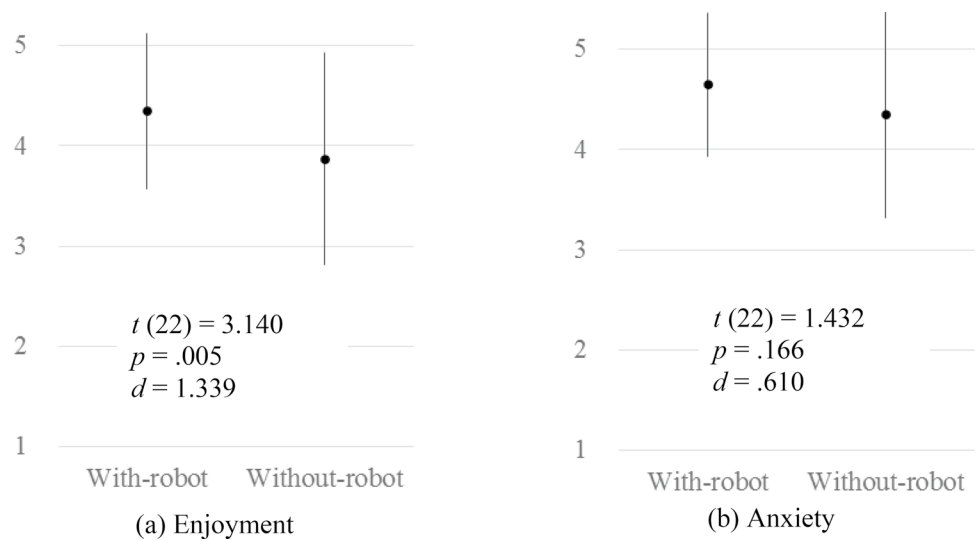 5
4
3
2
1
t (22) = 3.140
p = .005
d = 1.339
With-robot Without-robot
(a) Enjoyment
5
4
3
2
1
t (22) = 1.432
p = .166
d = .610
With-robot Without-robot
(b) Anxiety